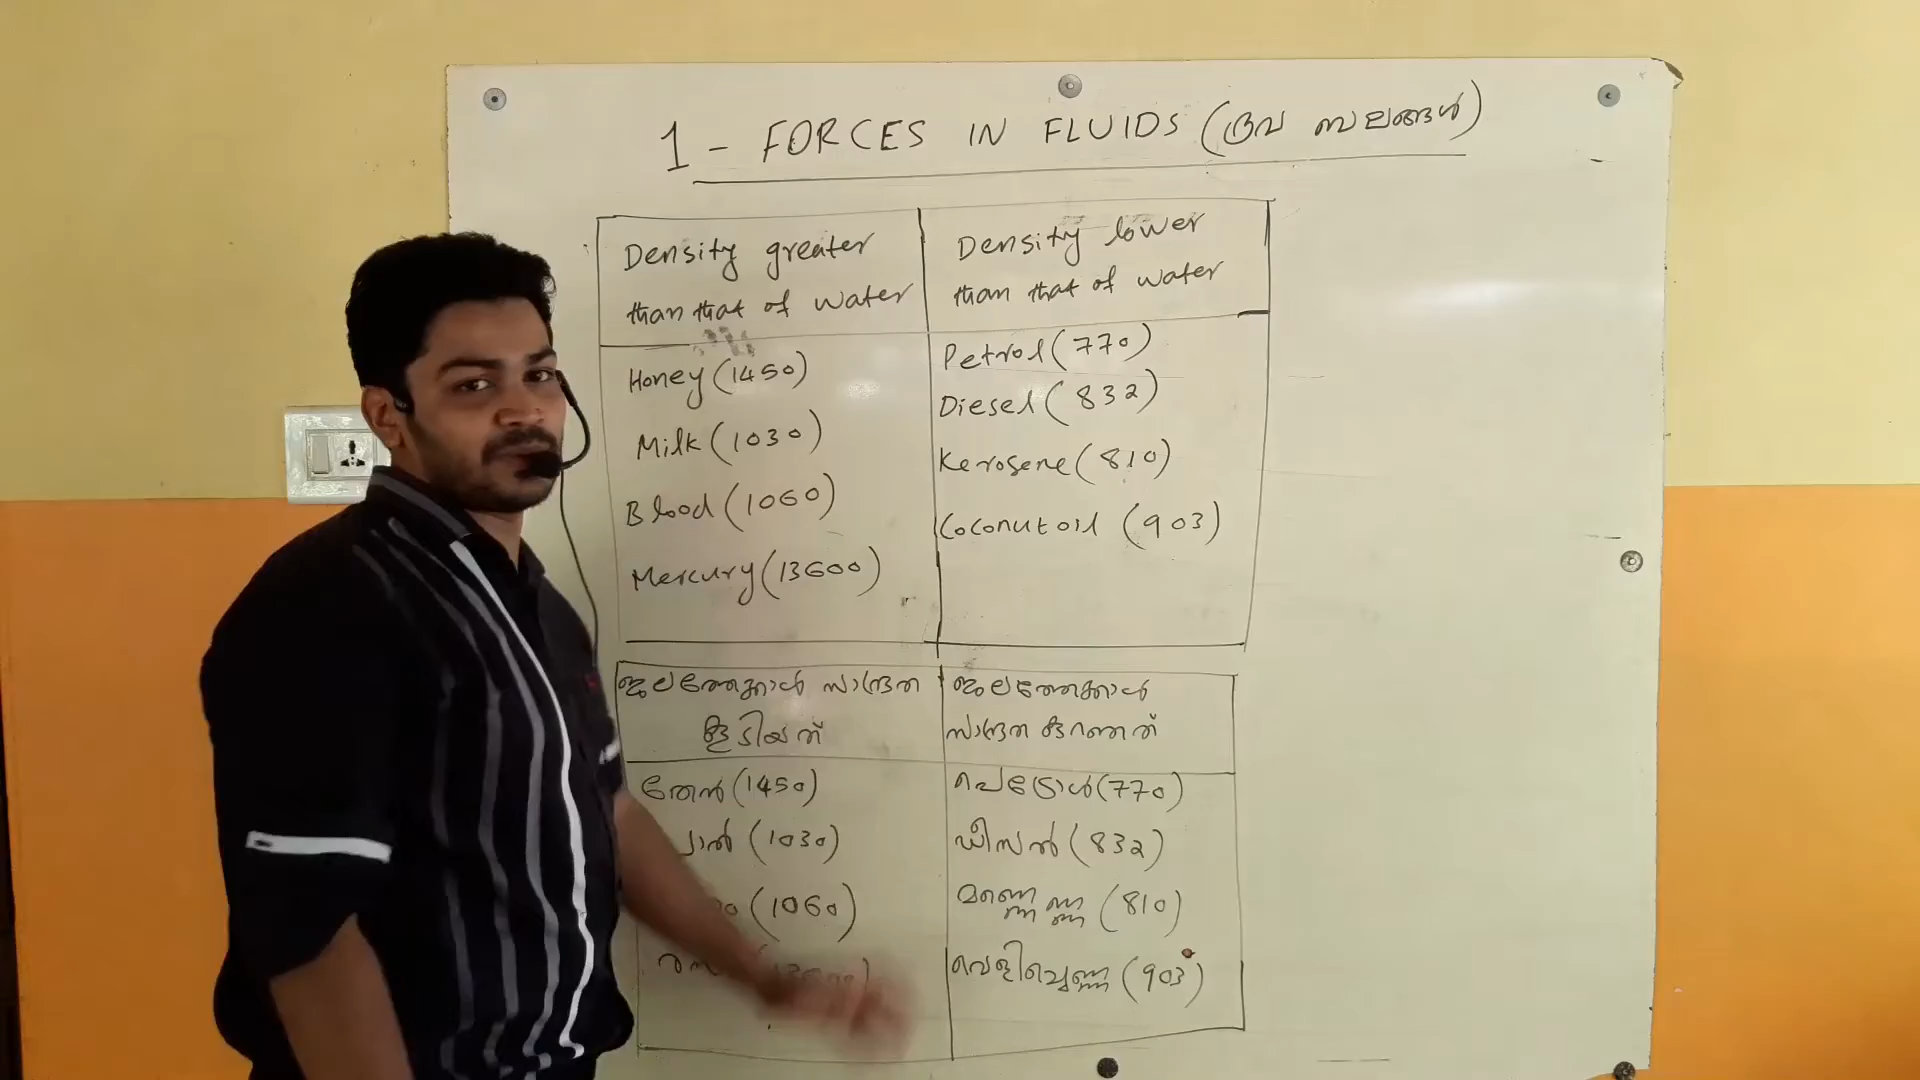 1 - FORCES IN FLUIDS (ദ്രവ ബലങ്ങൾ)
Density greater
than that of water
Density lower
than that of water
Honey (1450)
Milk (1030)
Blood (1060)
Mercury (13600)
Petrol (770)
Diesel (832)
Kerosene (810)
Coconut oil (903)
ജലത്തേക്കാൾ സാന്ദ്രത
കൂടിയത്
ജലത്തേക്കാൾ
സാന്ദ്രത കുറഞ്ഞത്
തേൻ (1450)
(1030)
(1060)
പെട്രോൾ (770)
ഡീസൽ (832)
മണ്ണെണ്ണ (810)
വെളിച്ചെണ്ണ (903)